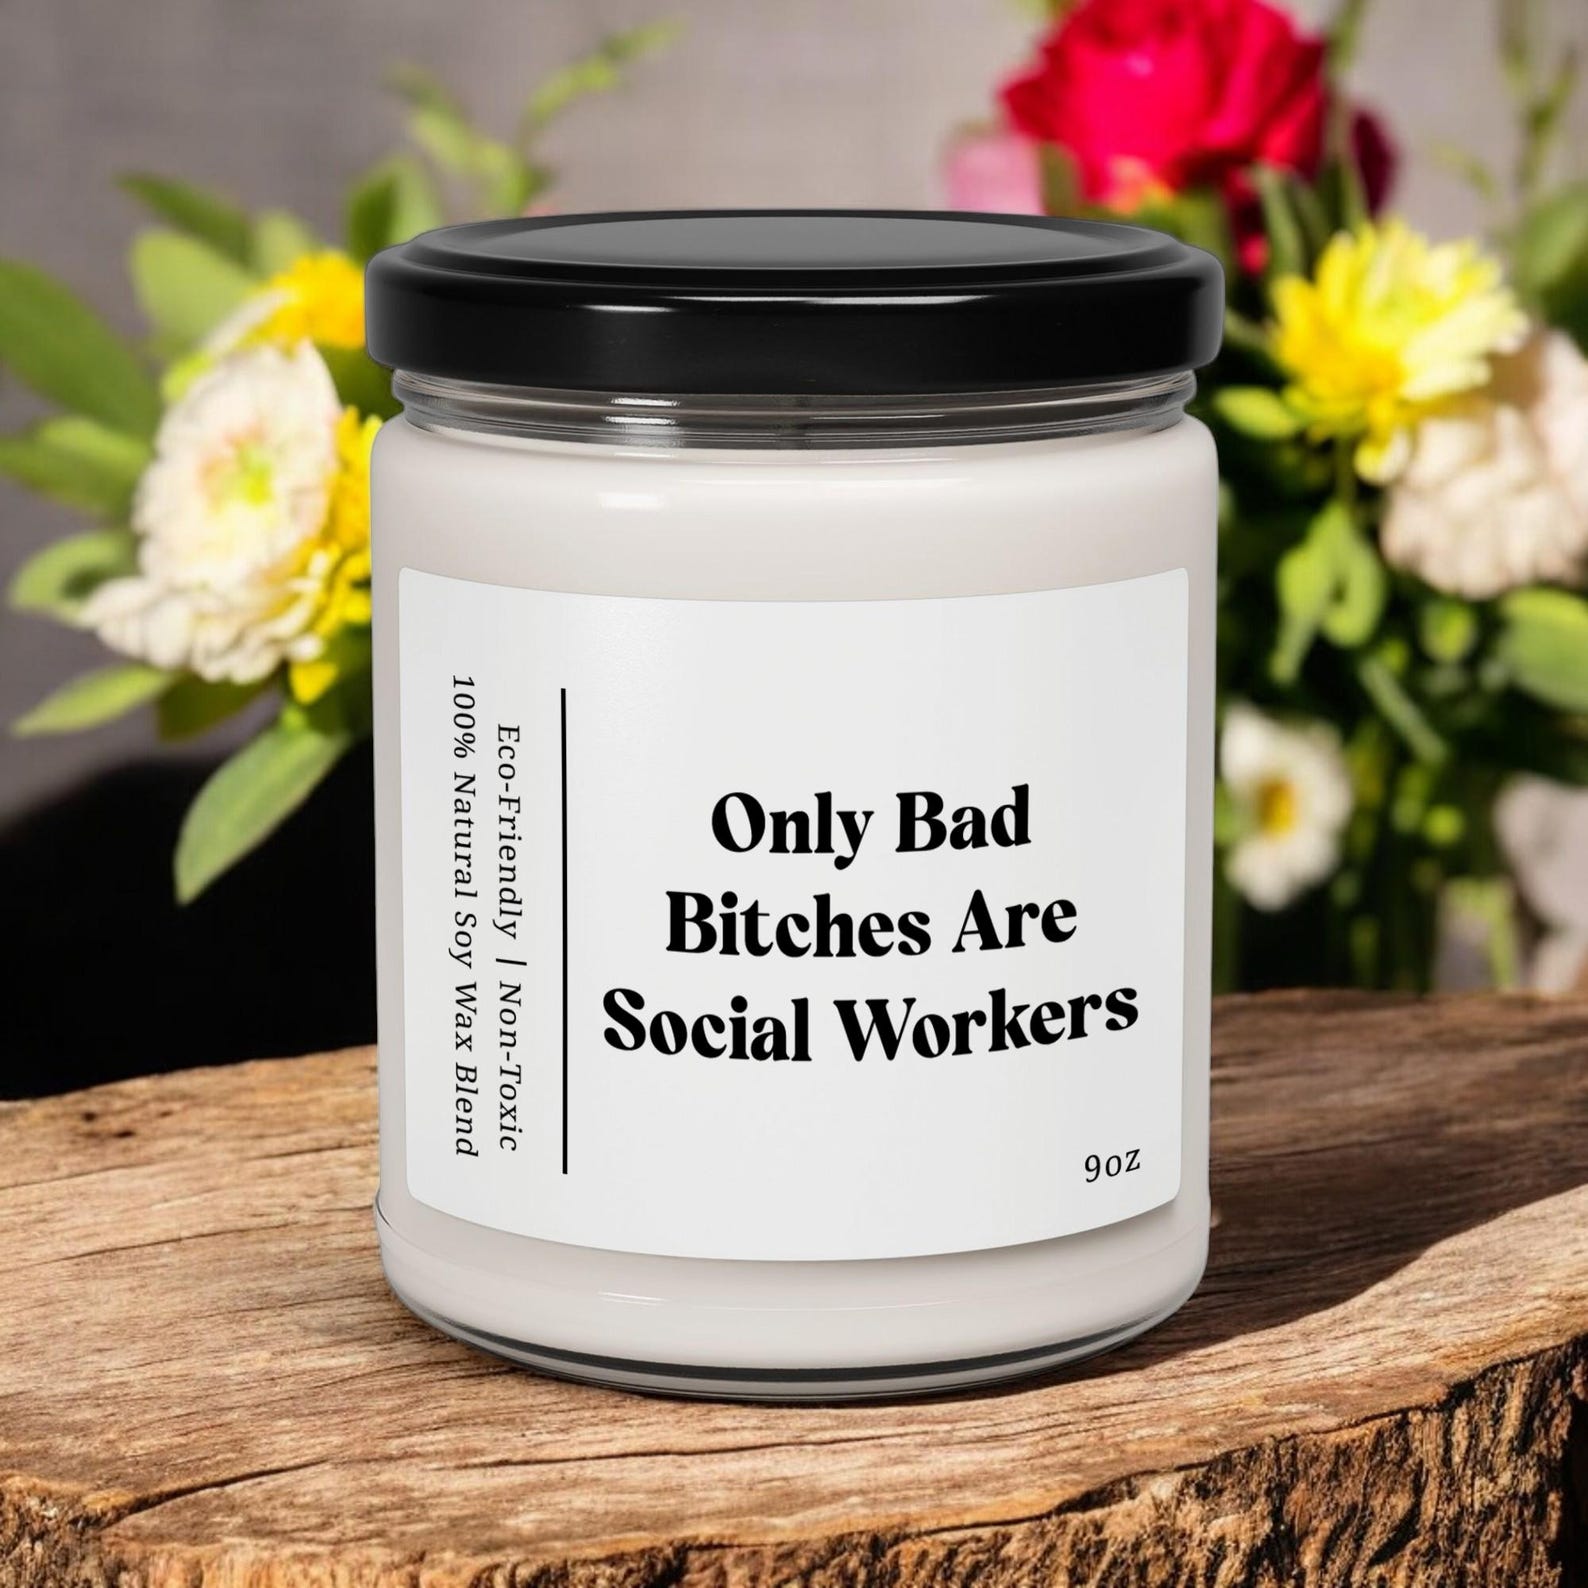 Only Bad
Bitches Are
Social Workers
Eco-Friendly | Non-Toxic
100% Natural Soy Wax Blend
9oz